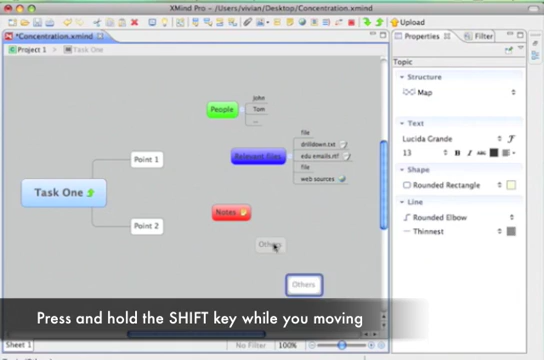 XMind Pro - /Users/vivian/Desktop/Concentration.xmind
Upload
*Concentration.xmind
Project 1
Task One
Properties
Filter
Topic
Structure
Map
Text
Lucida Grande
13
B I ABC
Shape
Rounded Rectangle
Line
Rounded Elbow
Thinnest
People
John
Tom
...
Relevant files
file
drilldown.txt
edu emails.rtf
file
web sources
Task One
Point 1
Point 2
Notes
Others
Others
Press and hold the SHIFT key while you moving
Sheet 1
No Filter
100%